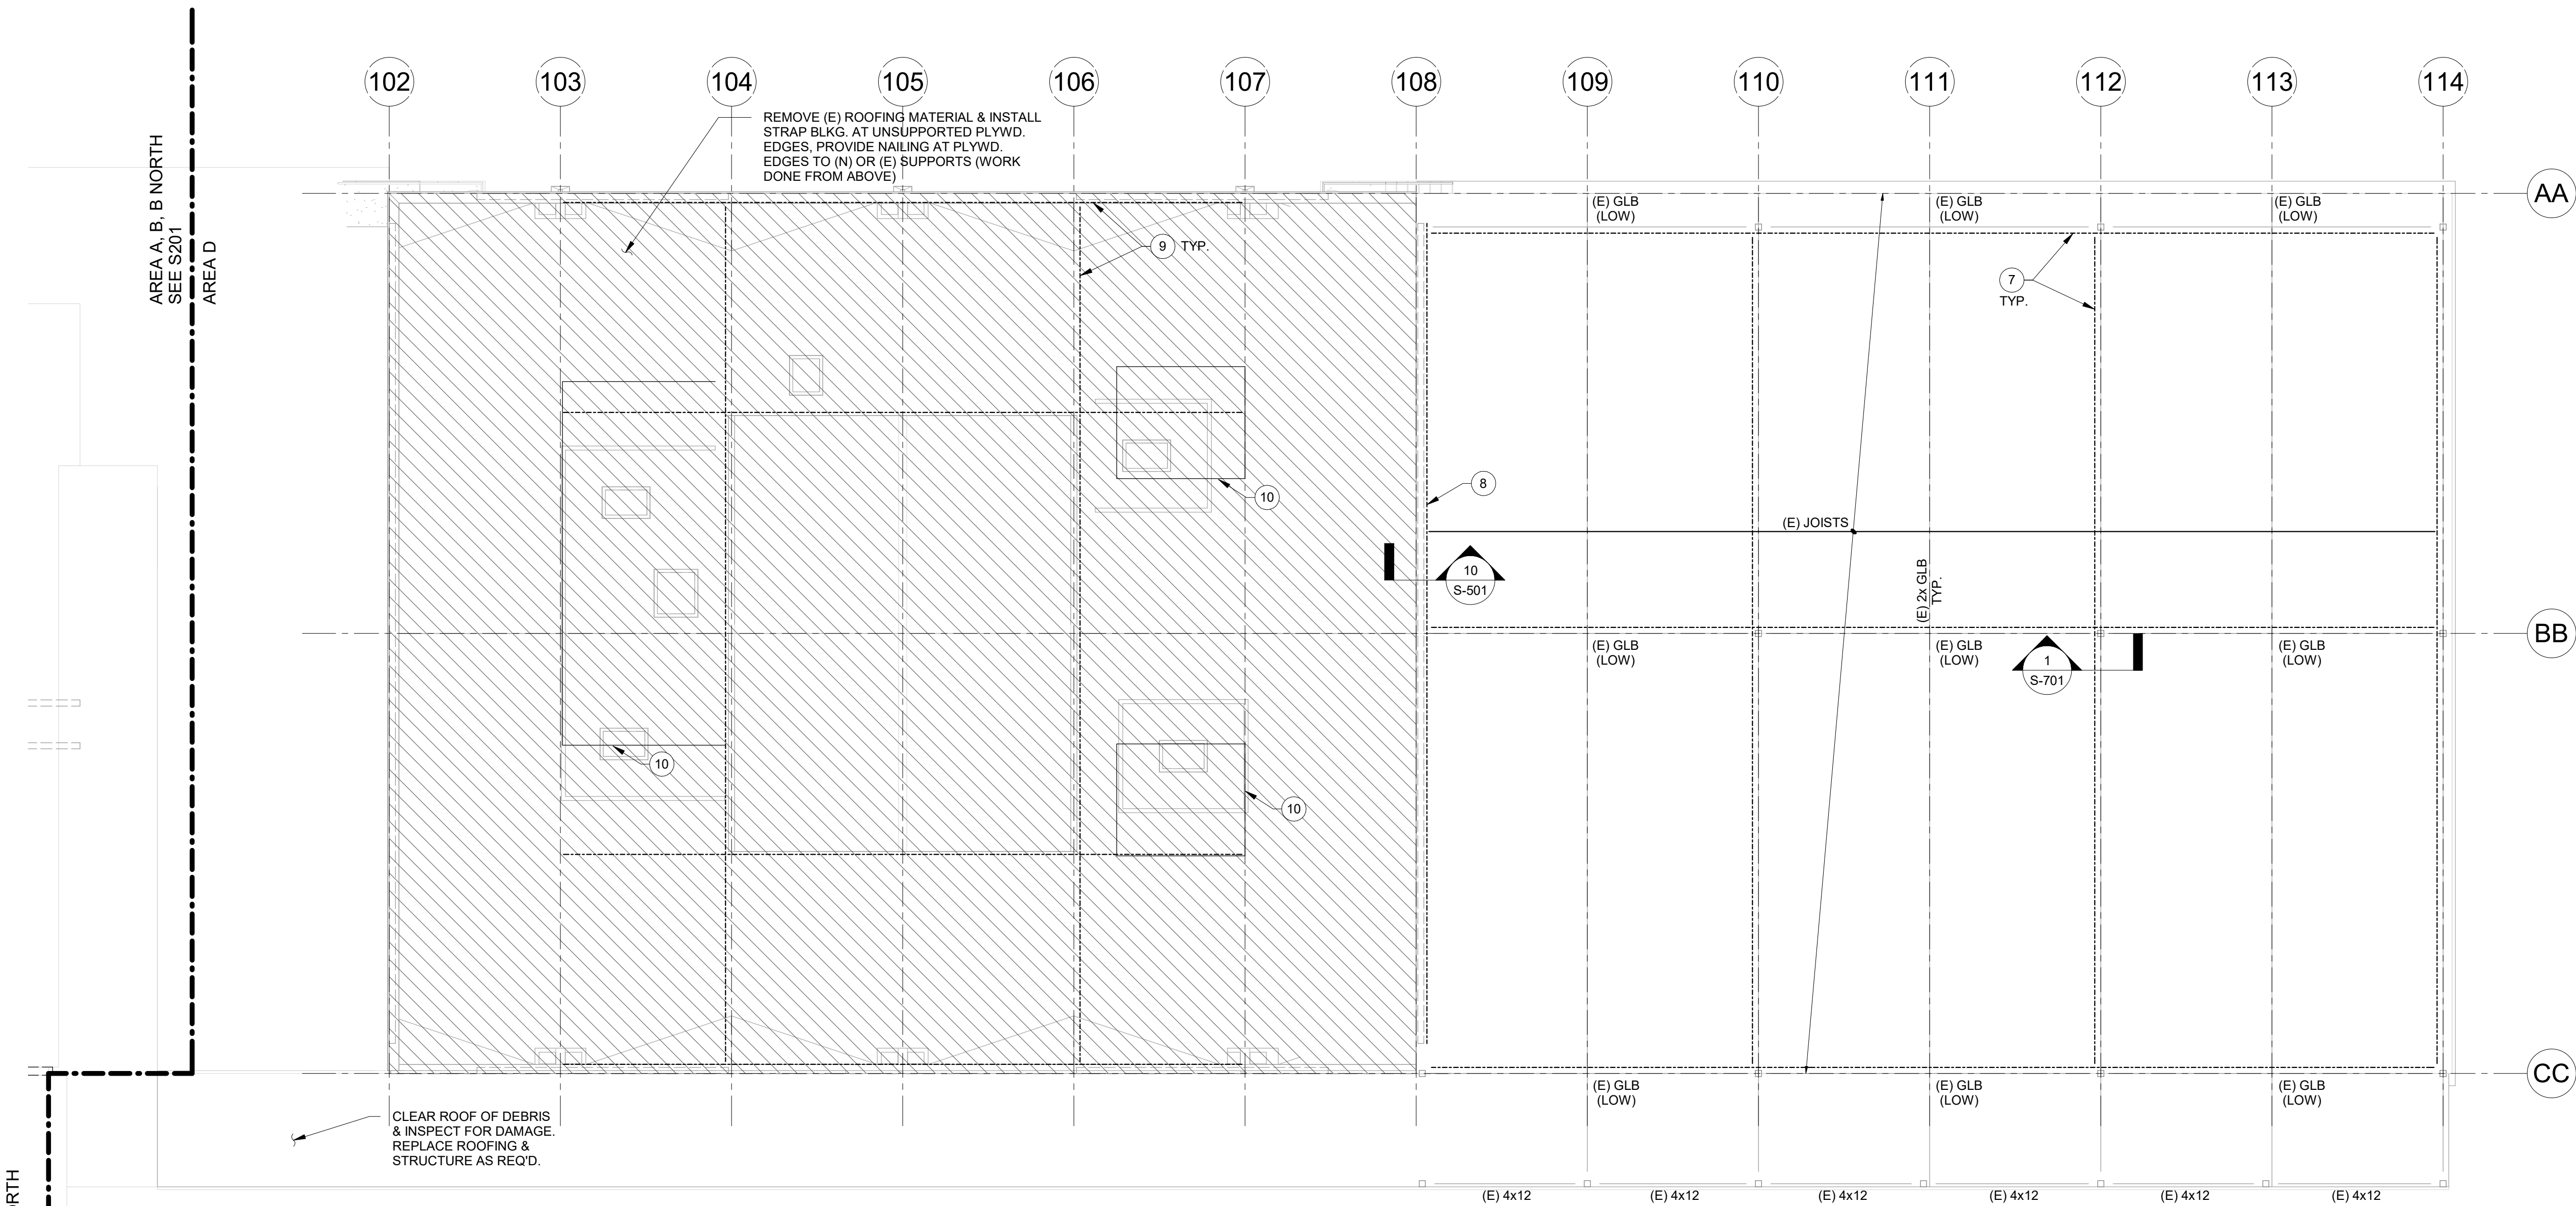 102
103
104
105
106
107
108
109
110
111
112
113
114
REMOVE (E) ROOFING MATERIAL & INSTALL
STRAP BLKG. AT UNSUPPORTED PLYWD.
EDGES, PROVIDE NAILING AT PLYWD.
EDGES TO (N) OR (E) SUPPORTS (WORK
DONE FROM ABOVE)
AREA A, B, B NORTH
SEE S201
AREA D
AA
(E) GLB
(LOW)
(E) GLB
(LOW)
(E) GLB
(LOW)
9 TYP.
7
TYP.
8
10
(E) JOISTS
10
S-501
(E) 2x GLB
TYP.
BB
(E) GLB
(LOW)
(E) GLB
(LOW)
(E) GLB
(LOW)
1
S-701
10
10
CC
(E) GLB
(LOW)
(E) GLB
(LOW)
(E) GLB
(LOW)
CLEAR ROOF OF DEBRIS
& INSPECT FOR DAMAGE.
REPLACE ROOFING &
STRUCTURE AS REQ'D.
(E) 4x12
(E) 4x12
(E) 4x12
(E) 4x12
(E) 4x12
(E) 4x12